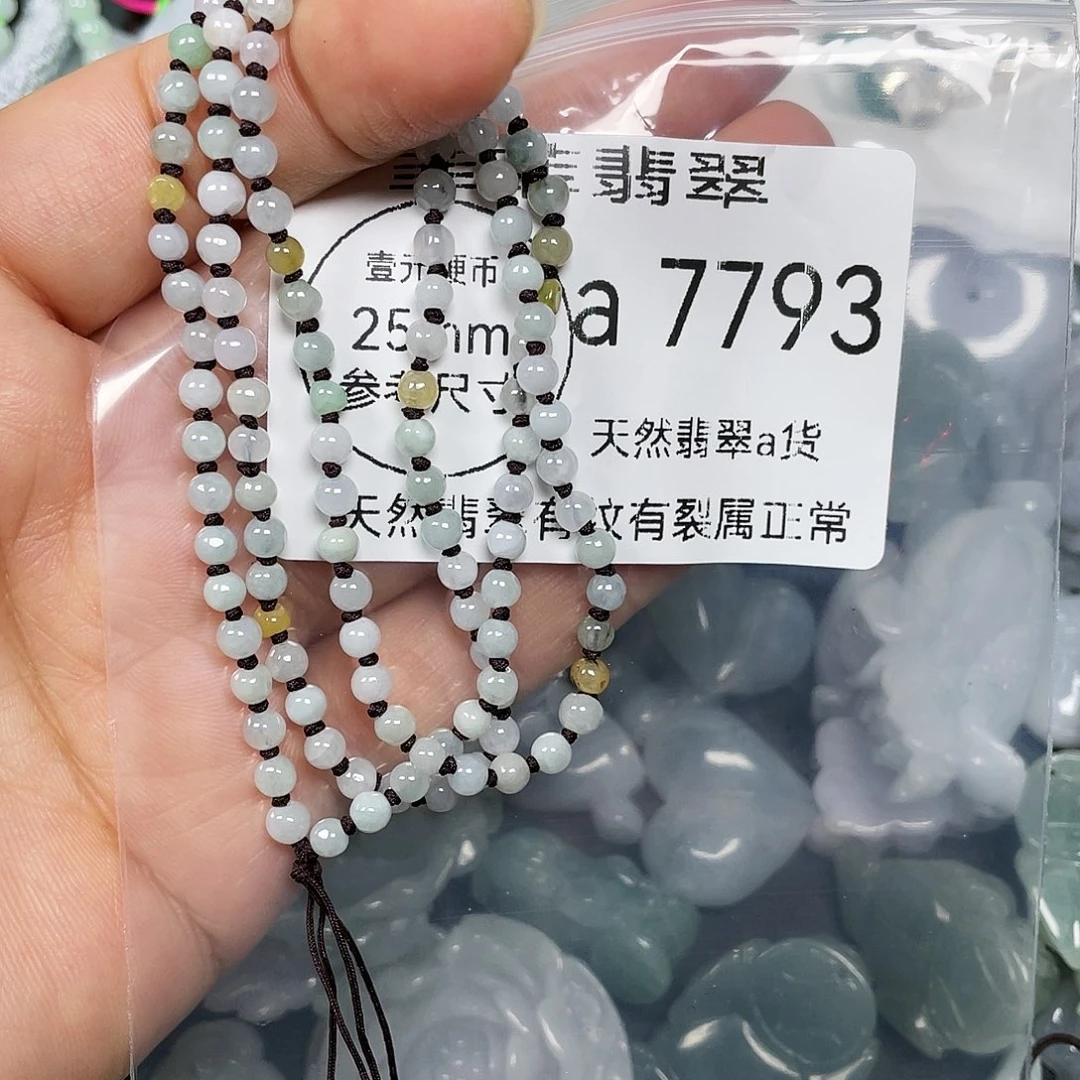 翡翠
壹元硬币
25mm
参考尺寸
a 7793
天然翡翠a货
天然翡翠有纹有裂属正常